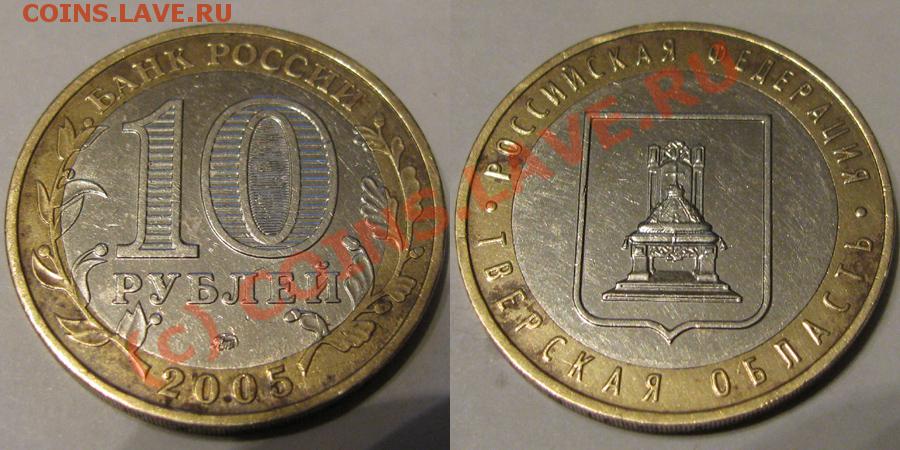 COINS.LAVE.RU
БАНК РОССИИ
10
РУБЛЕЙ
2005
РОССИЙСКАЯ ФЕДЕРАЦИЯ
ТВЕРСКАЯ ОБЛАСТЬ
(c) COINS.LAVE.RU